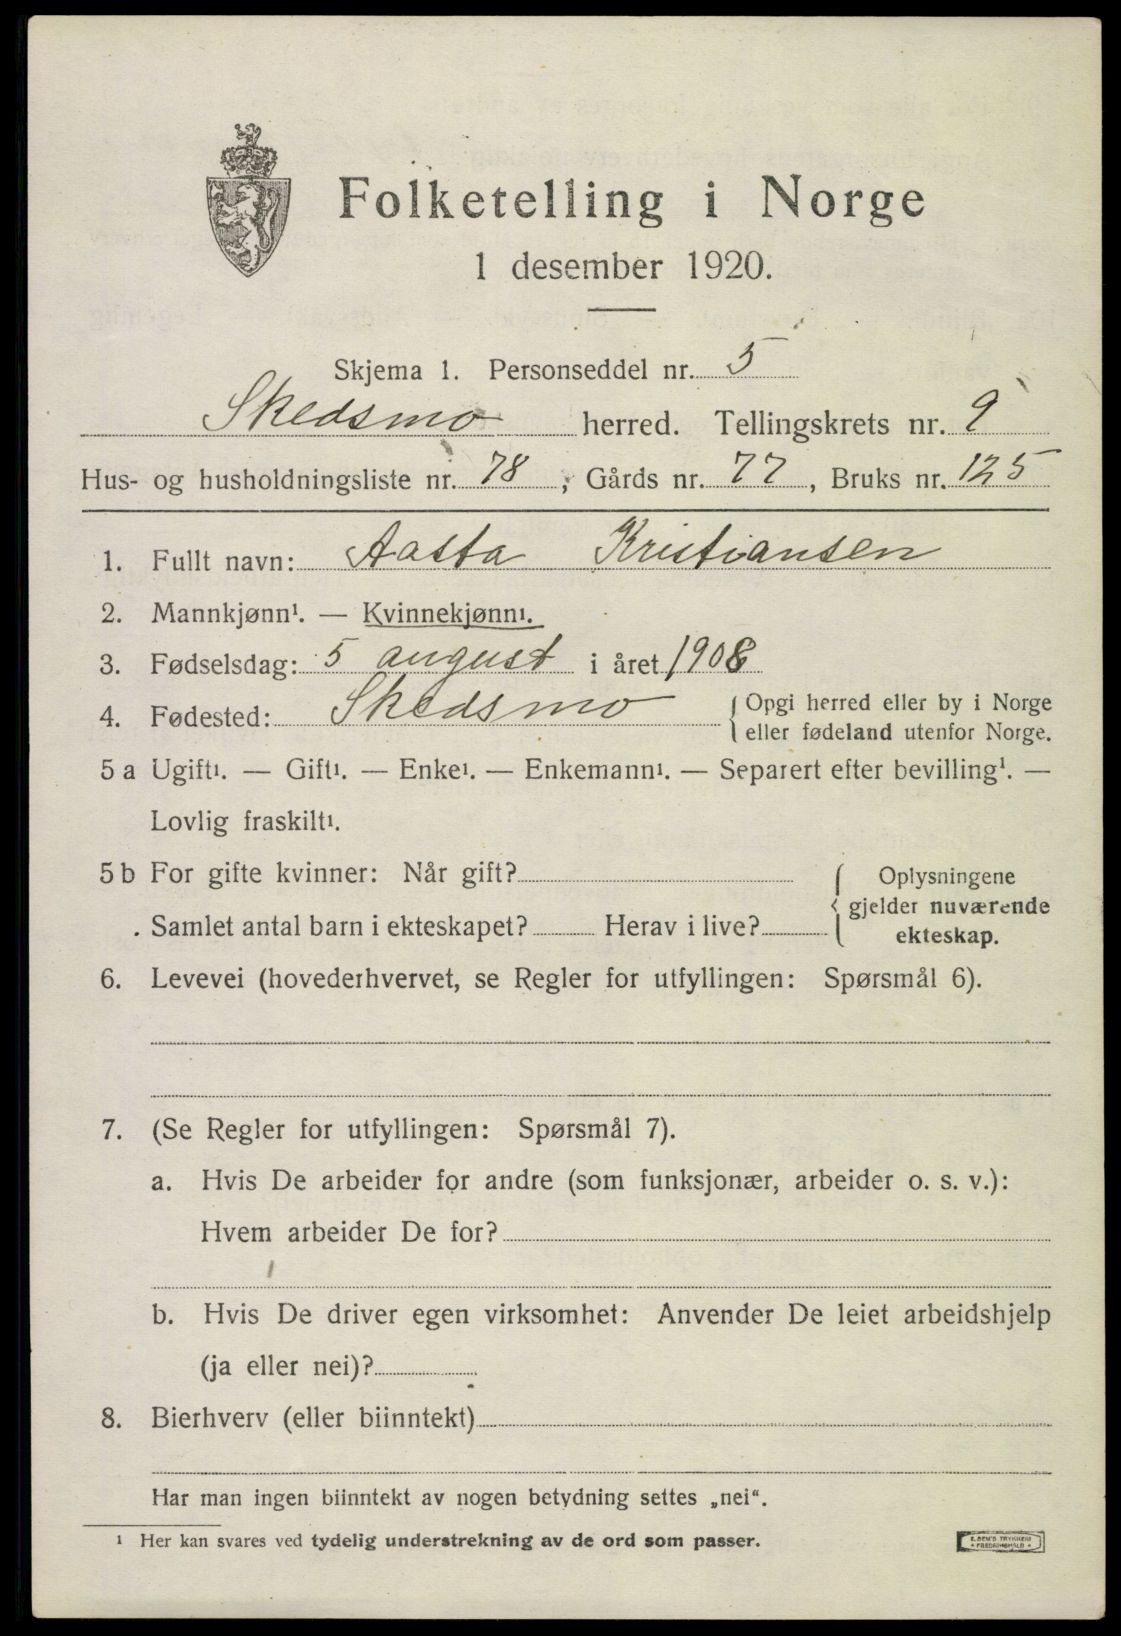 Folketelling i Norge
1 desember 1920.
Skjema 1. Personseddel nr. 5
Skedsmo herred. Tellingskrets nr. 9
Hus- og husholdningsliste nr. 78, Gårds nr. 77, Bruks nr. 125
1. Fullt navn: Aasta Kristiansen
2. Mannkjønn¹. — Kvinnekjønn¹.
3. Fødselsdag: 5 august i året 1908
4. Fødested: Skedsmo { Opgi herred eller by i Norge
eller fødeland utenfor Norge.
5 a Ugift¹. — Gift¹. — Enke¹. — Enkemann¹. — Separert efter bevilling¹. —
Lovlig fraskilt¹.
5 b For gifte kvinner: Når gift? { Oplysningene
gjelder nuværende
Samlet antal barn i ekteskapet? Herav i live? ekteskap.
6. Levevei (hovederhvervet, se Regler for utfyllingen: Spørsmål 6).
7. (Se Regler for utfyllingen: Spørsmål 7).
a. Hvis De arbeider for andre (som funksjonær, arbeider o. s. v.):
Hvem arbeider De for?
b. Hvis De driver egen virksomhet: Anvender De leiet arbeidshjelp
(ja eller nei)?
8. Bierhverv (eller biinntekt)
Har man ingen biinntekt av nogen betydning settes „nei“.
¹ Her kan svares ved tydelig understrekning av de ord som passer.
E. SEM'S TRYKKERI
FREDRIKSHALD